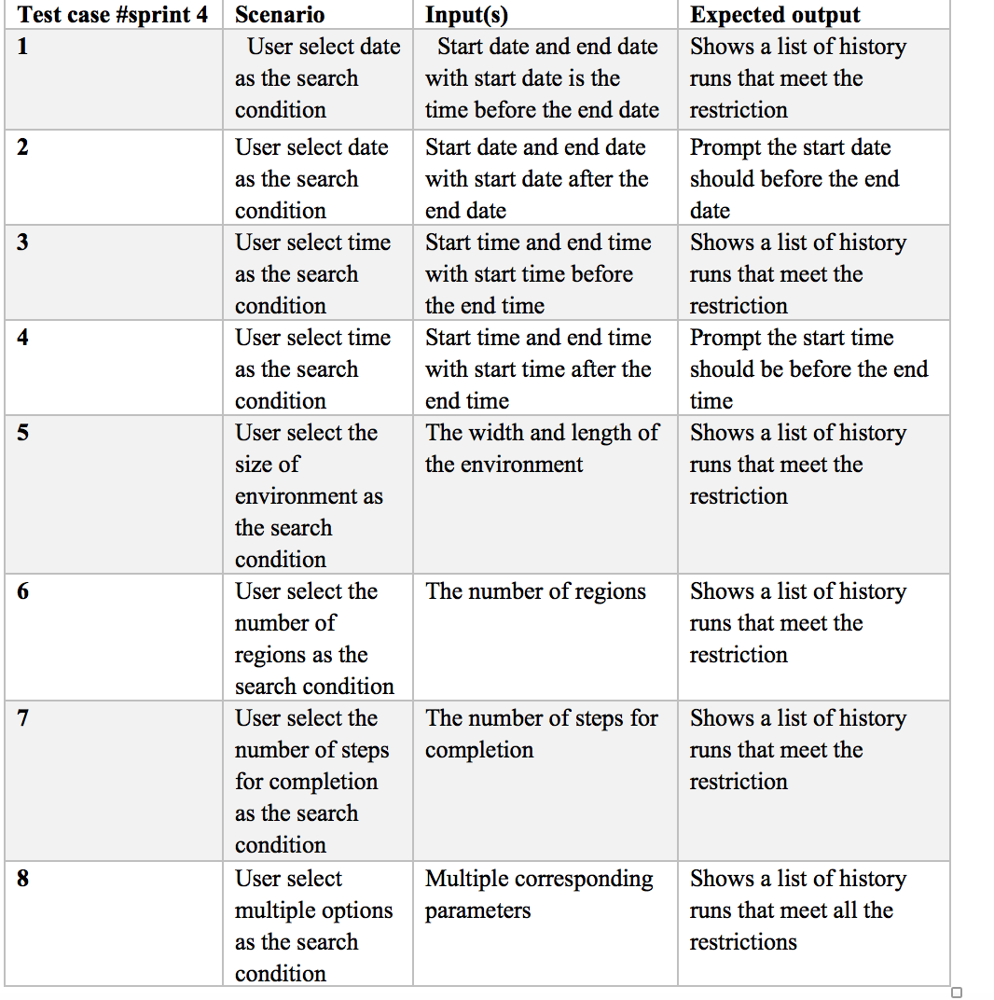 Test case #sprint 4 Scenario Input(s) Expected output
1 User select date Start date and end date Shows a list of history
as the search with start date is the runs that meet the
condition time before the end date restriction
2 User select date Start date and end date Prompt the start date
as the search with start date after the should before the end
condition end date date
3 User select time Start time and end time Shows a list of history
as the search with start time before runs that meet the
condition the end time restriction
4 User select time Start time and end time Prompt the start time
as the search with start time after the should be before the end
condition end time time
5 User select the The width and length of Shows a list of history
size of the environment runs that meet the
environment as restriction
the search
condition
6 User select the The number of regions Shows a list of history
number of runs that meet the
regions as the restriction
search condition
7 User select the The number of steps for Shows a list of history
number of steps completion runs that meet the
for completion restriction
as the search
condition
8 User select Multiple corresponding Shows a list of history
multiple options parameters runs that meet all the
as the search restrictions
condition